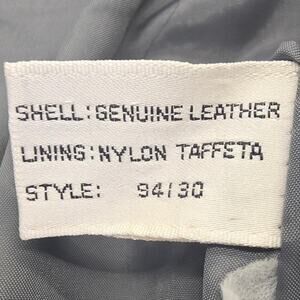 SHELL: GENUINE LEATHER
LINING: NYLON TAFFETA
STYLE: 94130